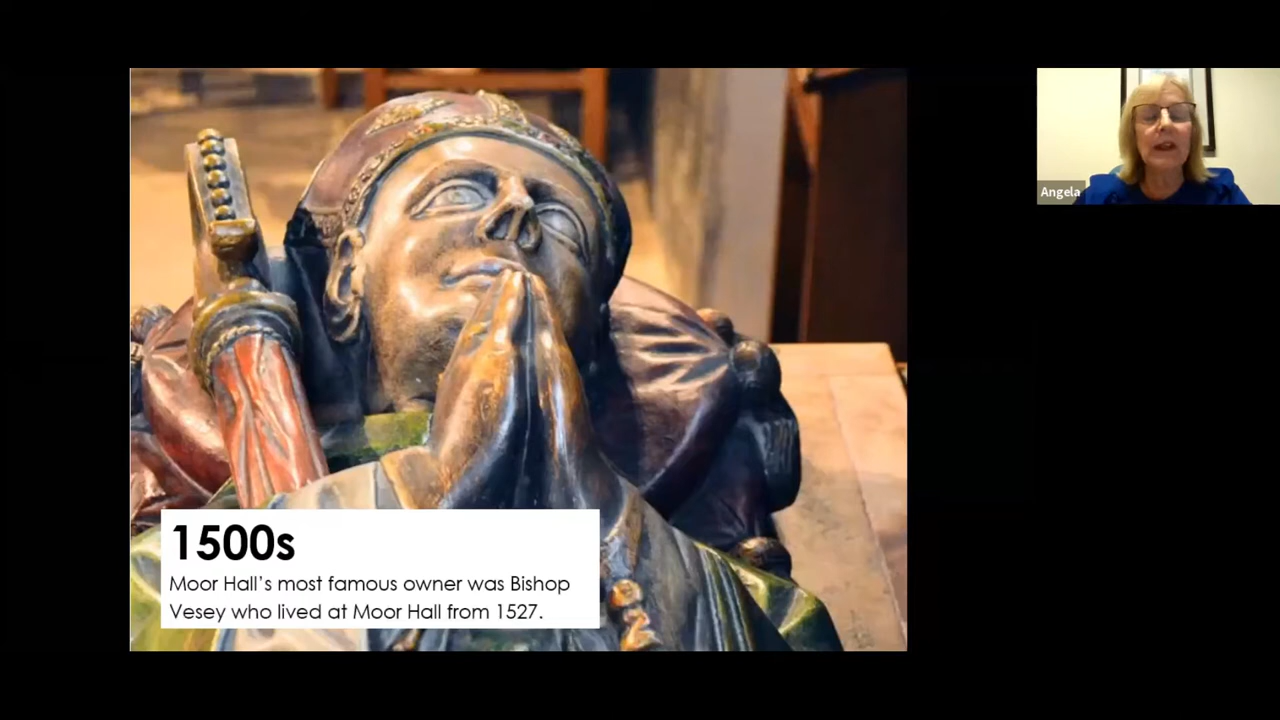 1500s
Moor Hall's most famous owner was Bishop
Vesey who lived at Moor Hall from 1527.
Angela